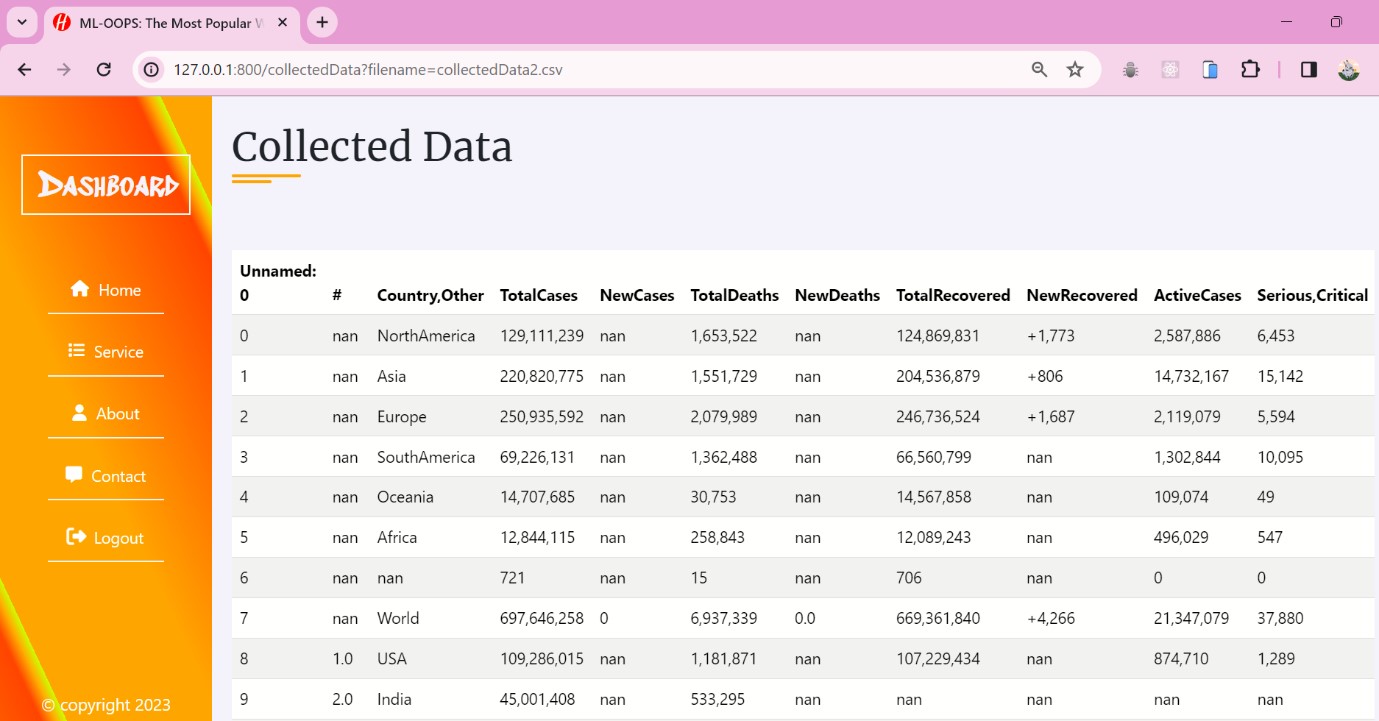 ML-OOPS: The Most Popular
127.0.0.1:800/collectedData?filename=collectedData2.csv
DASHBOARD
Home
Service
About
Contact
Logout
© copyright 2023
Collected Data
Unnamed: 0 # Country,Other TotalCases NewCases TotalDeaths NewDeaths TotalRecovered NewRecovered ActiveCases Serious,Critical
0 nan NorthAmerica 129,111,239 nan 1,653,522 nan 124,869,831 +1,773 2,587,886 6,453
1 nan Asia 220,820,775 nan 1,551,729 nan 204,536,879 +806 14,732,167 15,142
2 nan Europe 250,935,592 nan 2,079,989 nan 246,736,524 +1,687 2,119,079 5,594
3 nan SouthAmerica 69,226,131 nan 1,362,488 nan 66,560,799 nan 1,302,844 10,095
4 nan Oceania 14,707,685 nan 30,753 nan 14,567,858 nan 109,074 49
5 nan Africa 12,844,115 nan 258,843 nan 12,089,243 nan 496,029 547
6 nan nan 721 nan 15 nan 706 nan 0 0
7 nan World 697,646,258 0 6,937,339 0.0 669,361,840 +4,266 21,347,079 37,880
8 1.0 USA 109,286,015 nan 1,181,871 nan 107,229,434 nan 874,710 1,289
9 2.0 India 45,001,408 nan 533,295 nan nan nan nan nan